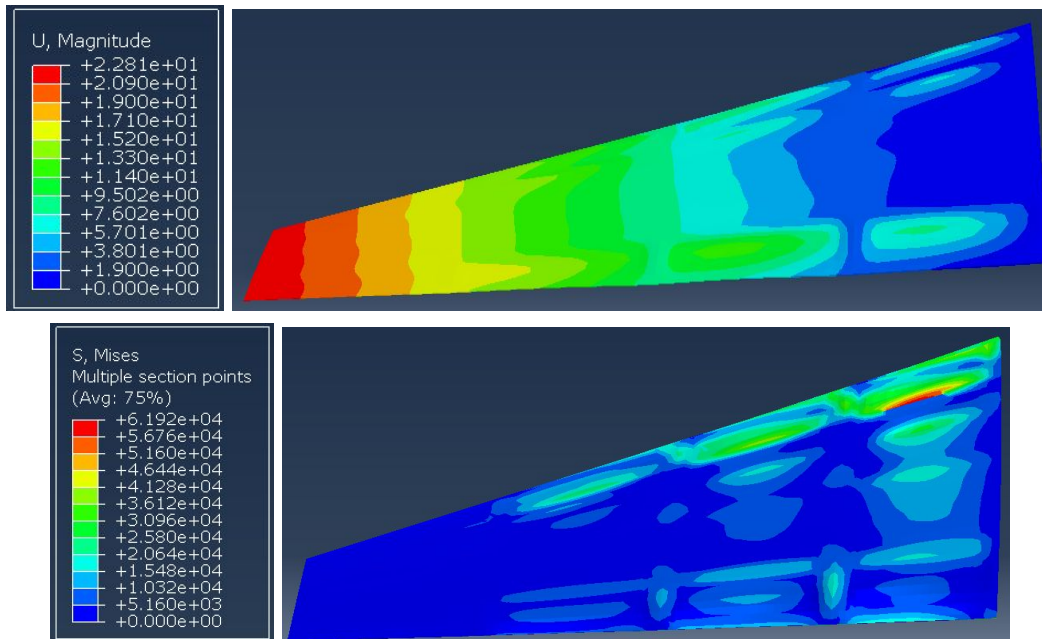 U, Magnitude
+2.281e+01
+2.090e+01
+1.900e+01
+1.710e+01
+1.520e+01
+1.330e+01
+1.140e+01
+9.502e+00
+7.602e+00
+5.701e+00
+3.801e+00
+1.900e+00
+0.000e+00
S, Mises
Multiple section points
(Avg: 75%)
+6.192e+04
+5.676e+04
+5.160e+04
+4.644e+04
+4.128e+04
+3.612e+04
+3.096e+04
+2.580e+04
+2.064e+04
+1.548e+04
+1.032e+04
+5.160e+03
+0.000e+00